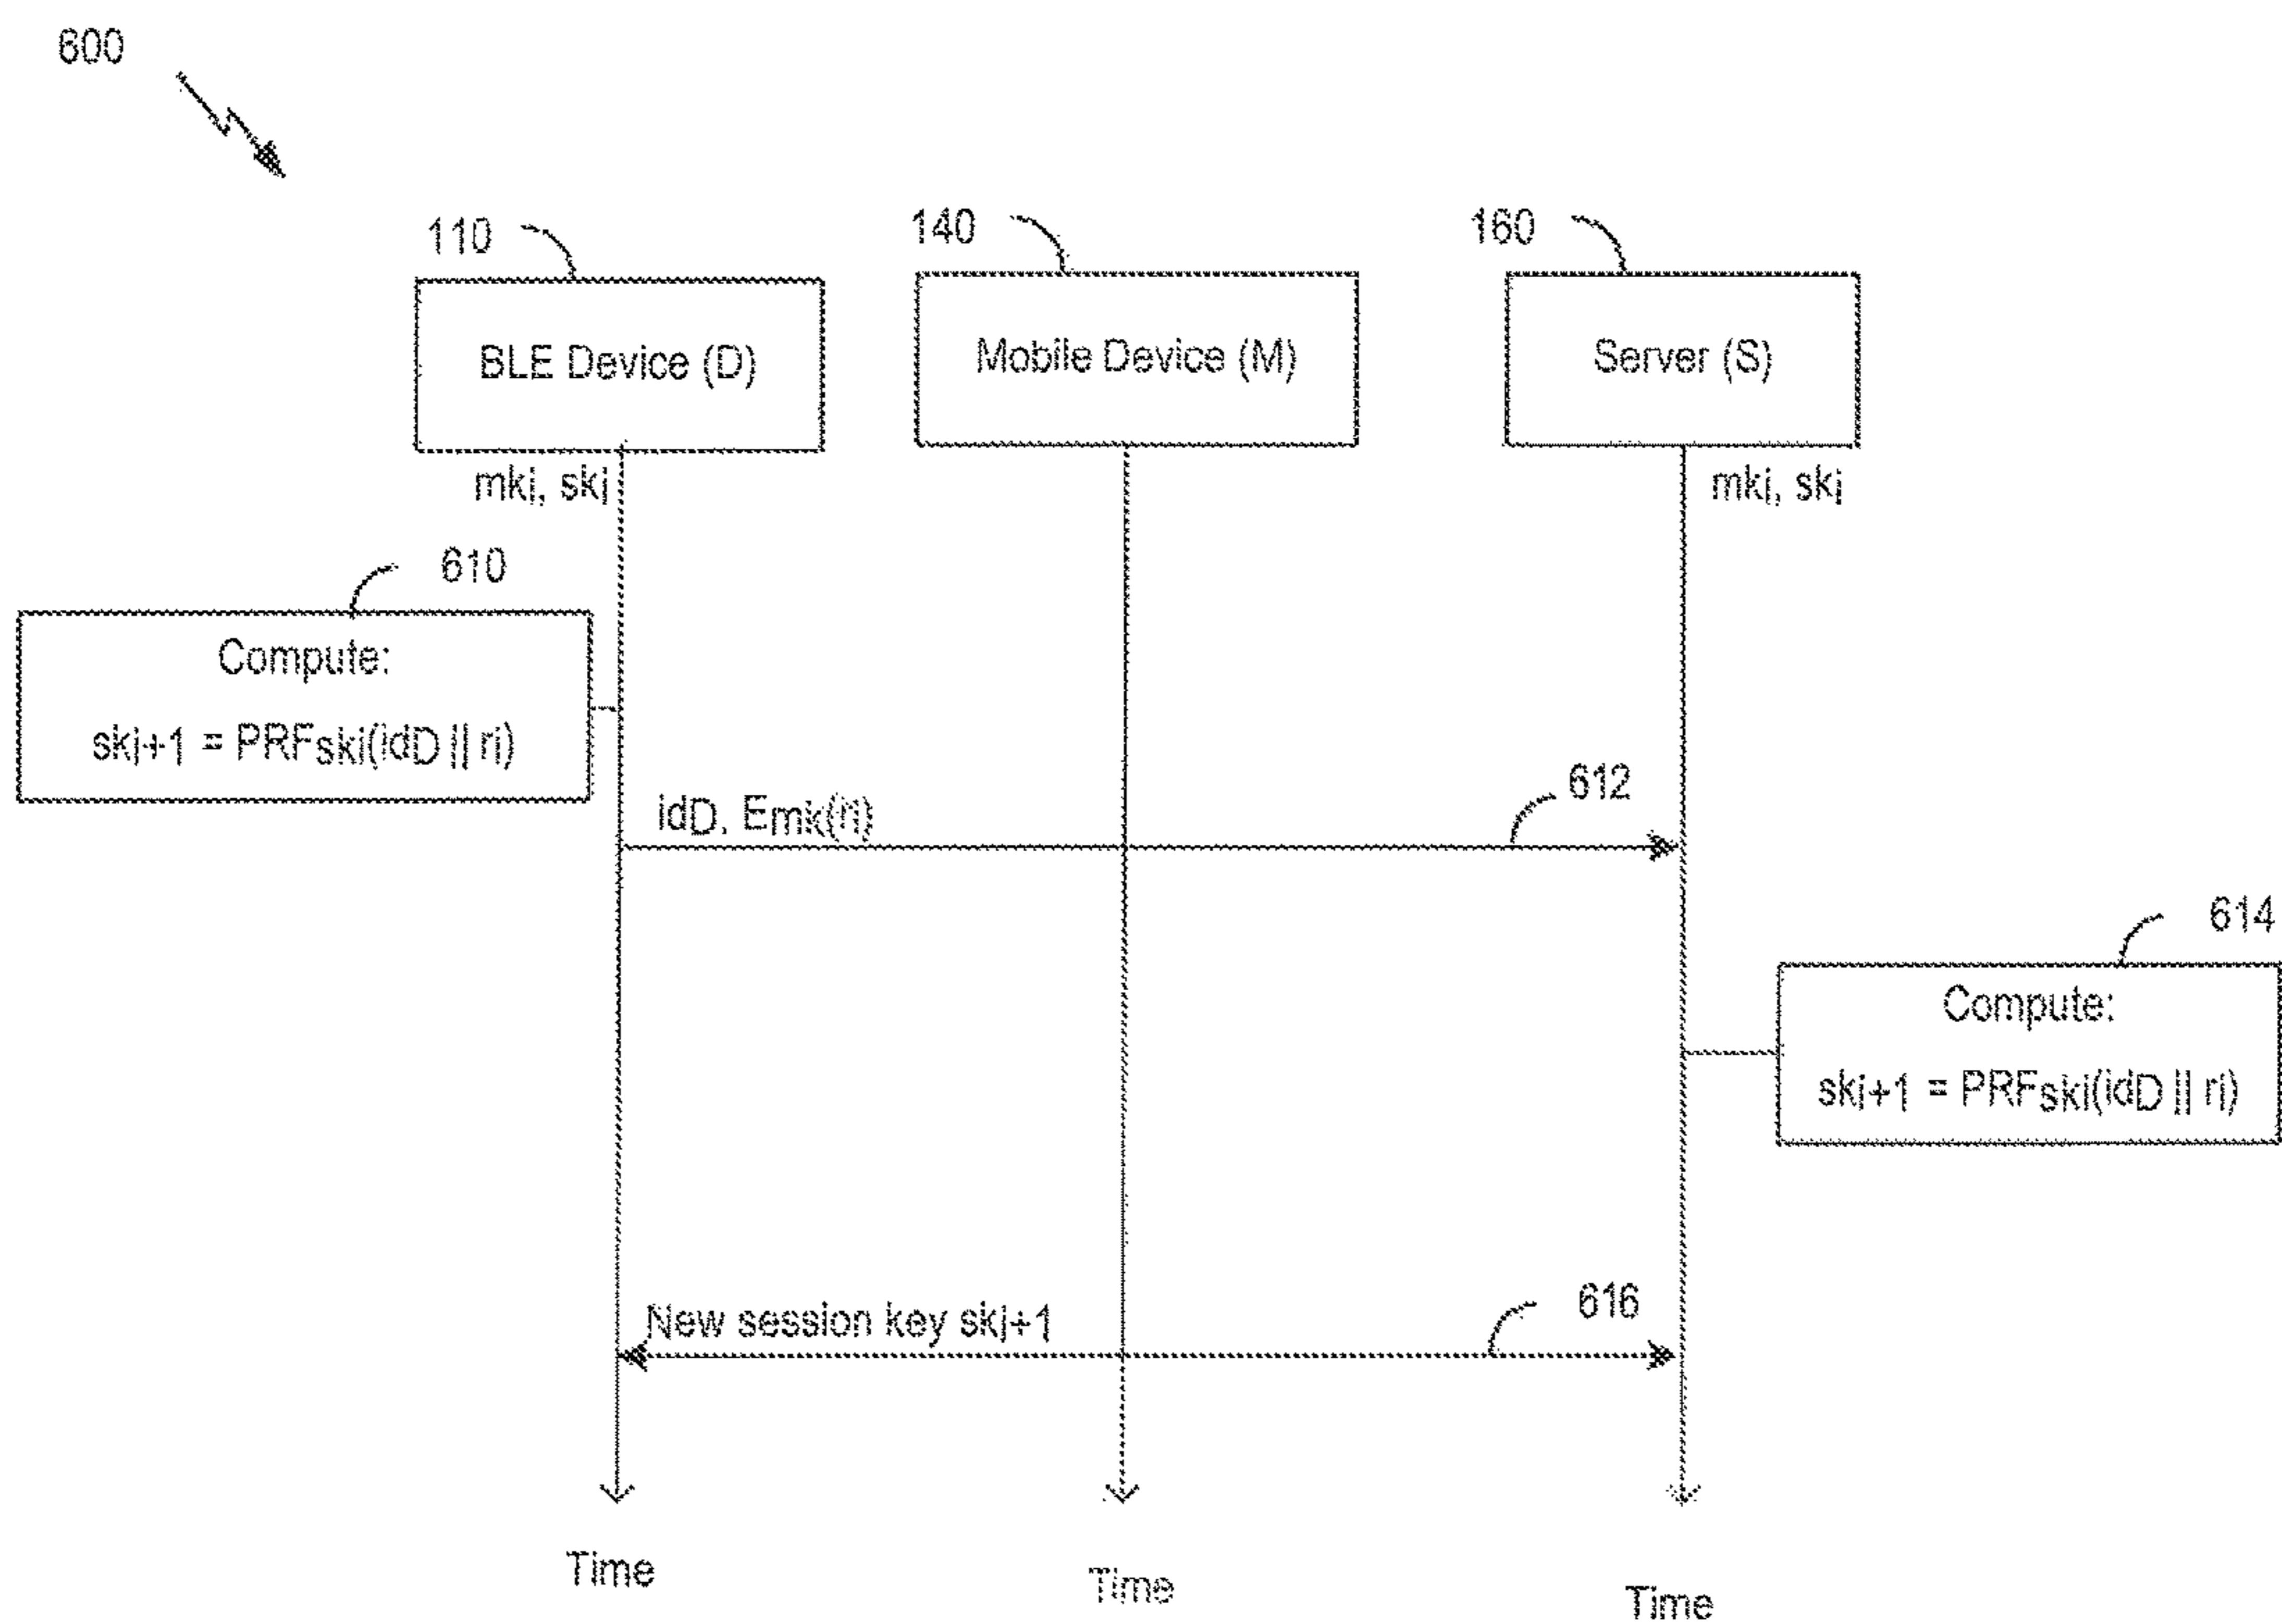 600
110
140
160
BLE Device (D)
Mobile Device (M)
Server (S)
mki, ski
mki, ski
610
Compute:
ski+1 = PRFski(idD || ri)
612
idD, Emk(ri)
614
Compute:
ski+1 = PRFski(idD || ri)
616
New session key ski+1
Time
Time
Time